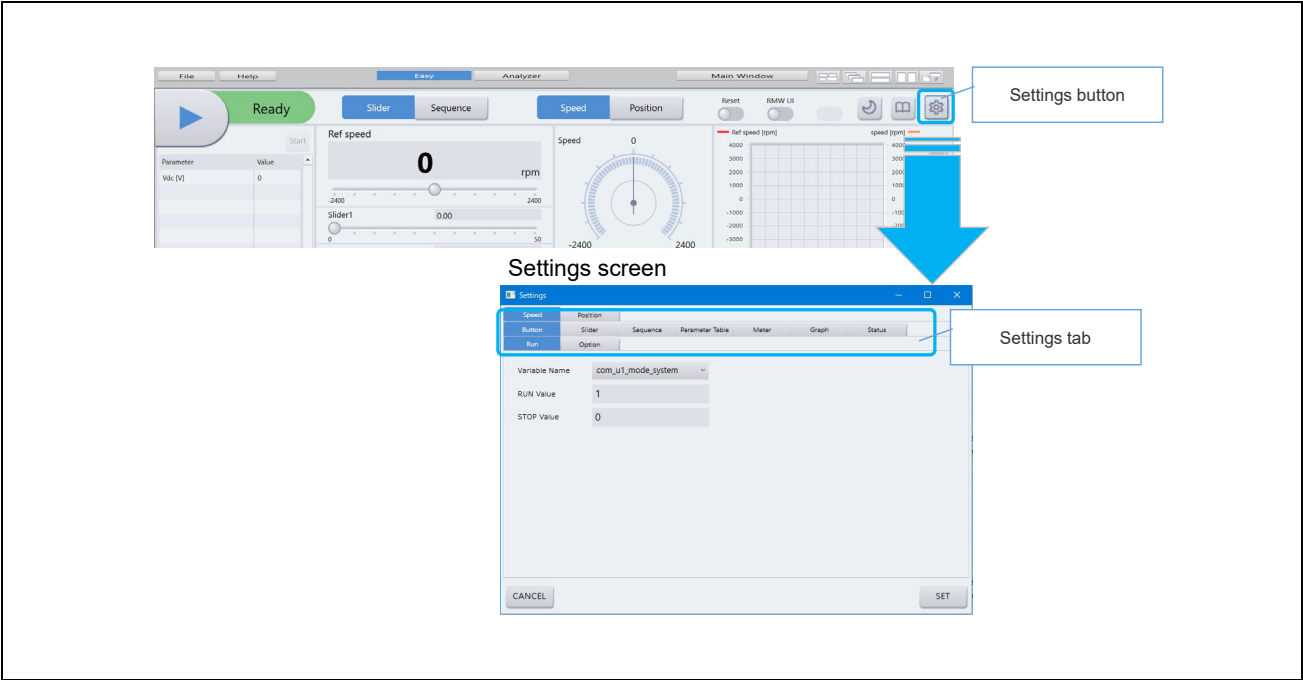 File Help Easy Analyzer Main Window
Settings button
Ready Slider Sequence Speed Position Reset RMW UI
Start
Parameter Value
Vdc [V] 0
Ref speed
0 rpm
-2400 2400
Slider1 0.00
0 50
Speed 0
-2400 2400
Ref speed [rpm] speed [rpm]
4000 4000
3000
2000
1000
0 0
-1000
-2000
-3000
Settings screen
Settings
Speed Position
Button Slider Sequence Parameter Table Meter Graph Status
Run Option
Settings tab
Variable Name com_u1_mode_system
RUN Value 1
STOP Value 0
CANCEL SET